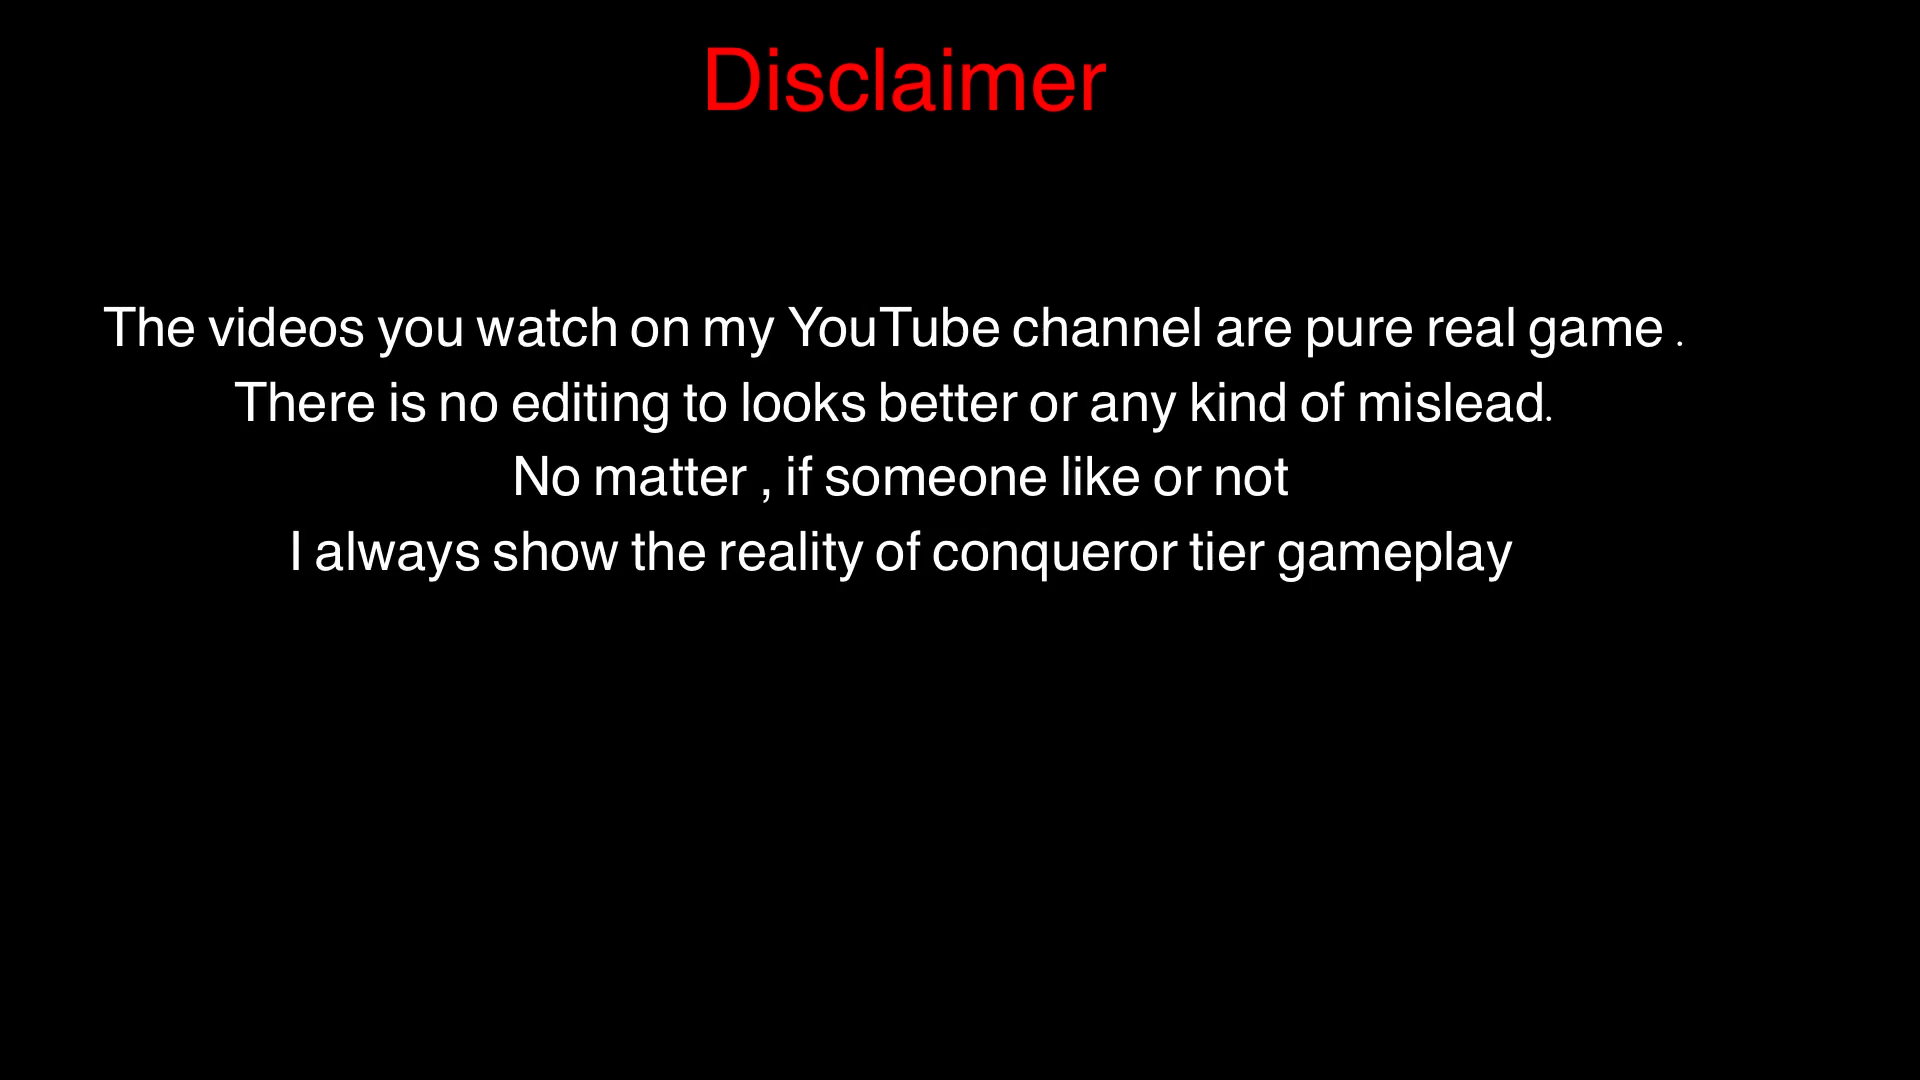 Disclaimer
The videos you watch on my YouTube channel are pure real game .
There is no editing to looks better or any kind of mislead.
No matter , if someone like or not
I always show the reality of conqueror tier gameplay